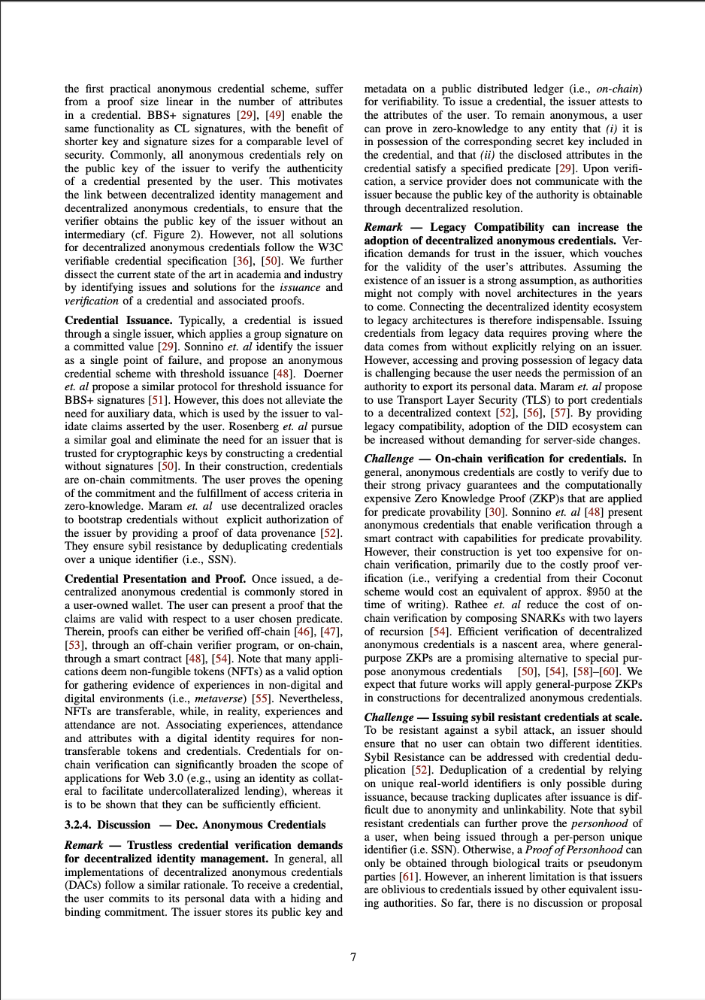 the first practical anonymous credential scheme, suffer
from a proof size linear in the number of attributes
in a credential. BBS+ signatures [29], [49] enable the
same functionality as CL signatures, with the benefit of
shorter key and signature sizes for a comparable level of
security. Commonly, all anonymous credentials rely on
the public key of the issuer to verify the authenticity
of a credential presented by the user. This motivates
the link between decentralized identity management and
decentralized anonymous credentials, to ensure that the
verifier obtains the public key of the issuer without an
intermediary (cf. Figure 2). However, not all solutions
for decentralized anonymous credentials follow the W3C
verifiable credential specification [36], [50]. We further
dissect the current state of the art in academia and industry
by identifying issues and solutions for the issuance and
verification of a credential and associated proofs.
Credential Issuance. Typically, a credential is issued
through a single issuer, which applies a group signature on
a committed value [29]. Sonnino et. al identify the issuer
as a single point of failure, and propose an anonymous
credential scheme with threshold issuance [48]. Doerner
et. al propose a similar protocol for threshold issuance for
BBS+ signatures [51]. However, this does not alleviate the
need for auxiliary data, which is used by the issuer to val-
idate claims asserted by the user. Rosenberg et. al pursue
a similar goal and eliminate the need for an issuer that is
trusted for cryptographic keys by constructing a credential
without signatures [50]. In their construction, credentials
are on-chain commitments. The user proves the opening
of the commitment and the fulfillment of access criteria in
zero-knowledge. Maram et. al use decentralized oracles
to bootstrap credentials without explicit authorization of
the issuer by providing a proof of data provenance [52].
They ensure sybil resistance by deduplicating credentials
over a unique identifier (i.e., SSN).
Credential Presentation and Proof. Once issued, a de-
centralized anonymous credential is commonly stored in
a user-owned wallet. The user can present a proof that the
claims are valid with respect to a user chosen predicate.
Therein, proofs can either be verified off-chain [46], [47],
[53], through an off-chain verifier program, or on-chain,
through a smart contract [48], [54]. Note that many appli-
cations deem non-fungible tokens (NFTs) as a valid option
for gathering evidence of experiences in non-digital and
digital environments (i.e., metaverse) [55]. Nevertheless,
NFTs are transferable, while, in reality, experiences and
attendance are not. Associating experiences, attendance
and attributes with a digital identity requires for non-
transferable tokens and credentials. Credentials for on-
chain verification can significantly broaden the scope of
applications for Web 3.0 (e.g., using an identity as collat-
eral to facilitate undercollateralized lending), whereas it
is to be shown that they can be sufficiently efficient.
3.2.4. Discussion — Dec. Anonymous Credentials
Remark — Trustless credential verification demands
for decentralized identity management. In general, all
implementations of decentralized anonymous credentials
(DACs) follow a similar rationale. To receive a credential,
the user commits to its personal data with a hiding and
binding commitment. The issuer stores its public key and
metadata on a public distributed ledger (i.e., on-chain)
for verifiability. To issue a credential, the issuer attests to
the attributes of the user. To remain anonymous, a user
can prove in zero-knowledge to any entity that (i) it is
in possession of the corresponding secret key included in
the credential, and that (ii) the disclosed attributes in the
credential satisfy a specified predicate [29]. Upon verifi-
cation, a service provider does not communicate with the
issuer because the public key of the authority is obtainable
through decentralized resolution.
Remark — Legacy Compatibility can increase the
adoption of decentralized anonymous credentials. Ver-
ification demands for trust in the issuer, which vouches
for the validity of the user's attributes. Assuming the
existence of an issuer is a strong assumption, as authorities
might not comply with novel architectures in the years
to come. Connecting the decentralized identity ecosystem
to legacy architectures is therefore indispensable. Issuing
credentials from legacy data requires proving where the
data comes from without explicitly relying on an issuer.
However, accessing and proving possession of legacy data
is challenging because the user needs the permission of an
authority to export its personal data. Maram et. al propose
to use Transport Layer Security (TLS) to port credentials
to a decentralized context [52], [56], [57]. By providing
legacy compatibility, adoption of the DID ecosystem can
be increased without demanding for server-side changes.
Challenge — On-chain verification for credentials. In
general, anonymous credentials are costly to verify due to
their strong privacy guarantees and the computationally
expensive Zero Knowledge Proof (ZKP)s that are applied
for predicate provability [30]. Sonnino et. al [48] present
anonymous credentials that enable verification through a
smart contract with capabilities for predicate provability.
However, their construction is yet too expensive for on-
chain verification, primarily due to the costly proof ver-
ification (i.e., verifying a credential from their Coconut
scheme would cost an equivalent of approx. $950 at the
time of writing). Rathee et. al reduce the cost of on-
chain verification by composing SNARKs with two layers
of recursion [54]. Efficient verification of decentralized
anonymous credentials is a nascent area, where general-
purpose ZKPs are a promising alternative to special pur-
pose anonymous credentials [50], [54], [58]–[60]. We
expect that future works will apply general-purpose ZKPs
in constructions for decentralized anonymous credentials.
Challenge — Issuing sybil resistant credentials at scale.
To be resistant against a sybil attack, an issuer should
ensure that no user can obtain two different identities.
Sybil Resistance can be addressed with credential dedu-
plication [52]. Deduplication of a credential by relying
on unique real-world identifiers is only possible during
issuance, because tracking duplicates after issuance is dif-
ficult due to anonymity and unlinkability. Note that sybil
resistant credentials can further prove the personhood of
a user, when being issued through a per-person unique
identifier (i.e. SSN). Otherwise, a Proof of Personhood can
only be obtained through biological traits or pseudonym
parties [61]. However, an inherent limitation is that issuers
are oblivious to credentials issued by other equivalent issu-
ing authorities. So far, there is no discussion or proposal
7